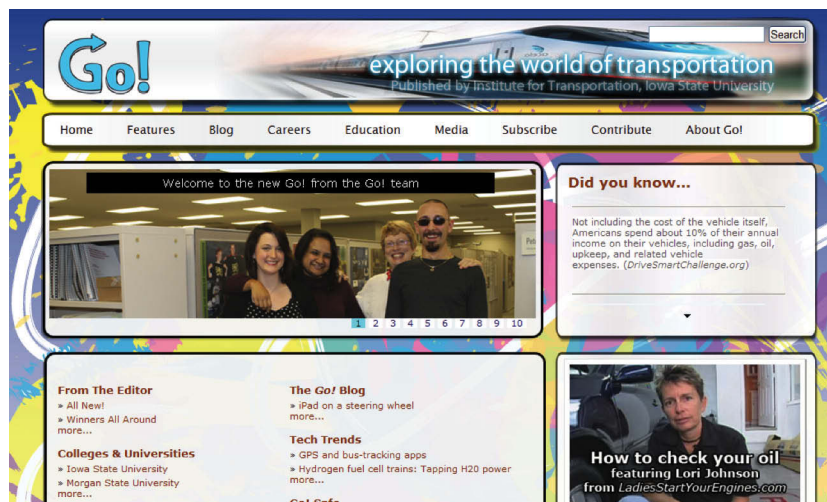 Go!
Search
exploring the world of transportation
Published by Institute for Transportation, Iowa State University
Home Features Blog Careers Education Media Subscribe Contribute About Go!
Welcome to the new Go! from the Go! team
1 2 3 4 5 6 7 8 9 10
Did you know...
Not including the cost of the vehicle itself,
Americans spend about 10% of their annual
income on their vehicles, including gas, oil,
upkeep, and related vehicle
expenses. (DriveSmartChallenge.org)
From The Editor
» All New!
» Winners All Around
more...
Colleges & Universities
» Iowa State University
» Morgan State University
more...
The Go! Blog
» iPad on a steering wheel
more...
Tech Trends
» GPS and bus-tracking apps
» Hydrogen fuel cell trains: Tapping H20 power
more...
Go! Safe
How to check your oil
featuring Lori Johnson
from LadiesStartYourEngines.com